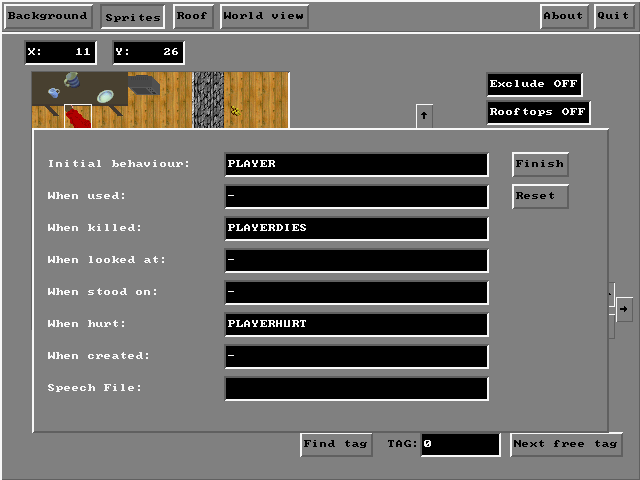 Background Sprites Roof World view About Quit
X: 11 Y: 26
Exclude OFF
Rooftops OFF
Initial behaviour: PLAYER Finish
When used: - Reset
When killed: PLAYERDIES
When looked at: -
When stood on: -
When hurt: PLAYERHURT
When created: -
Speech File:
Find tag TAG: 0 Next free tag